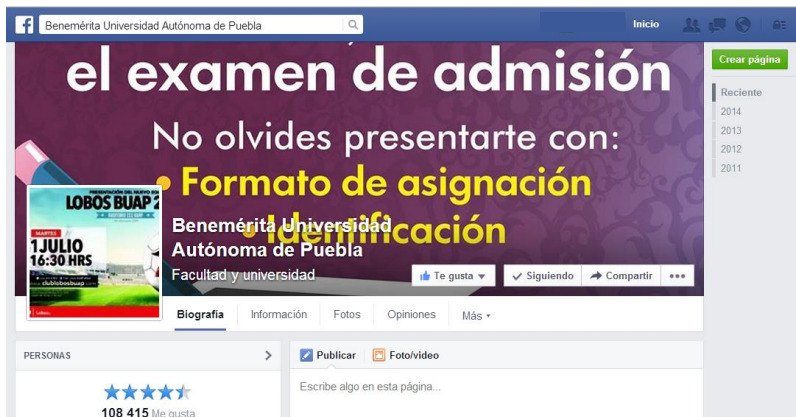 Benemérita Universidad Autónoma de Puebla
Inicio
Crear página
Reciente
2014
2013
2012
2011
el examen de admisión
No olvides presentarte con:
• Formato de asignación
• Identificación
LOBOS BUAP 2
MARTES
1 JULIO
16:30 HRS
www.clublobosbuap.com
Benemérita Universidad
Autónoma de Puebla
Facultad y universidad
Te gusta
Siguiendo
Compartir
Biografía
Información
Fotos
Opiniones
Más
PERSONAS
108 415 Me gusta
Publicar
Foto/video
Escribe algo en esta página...